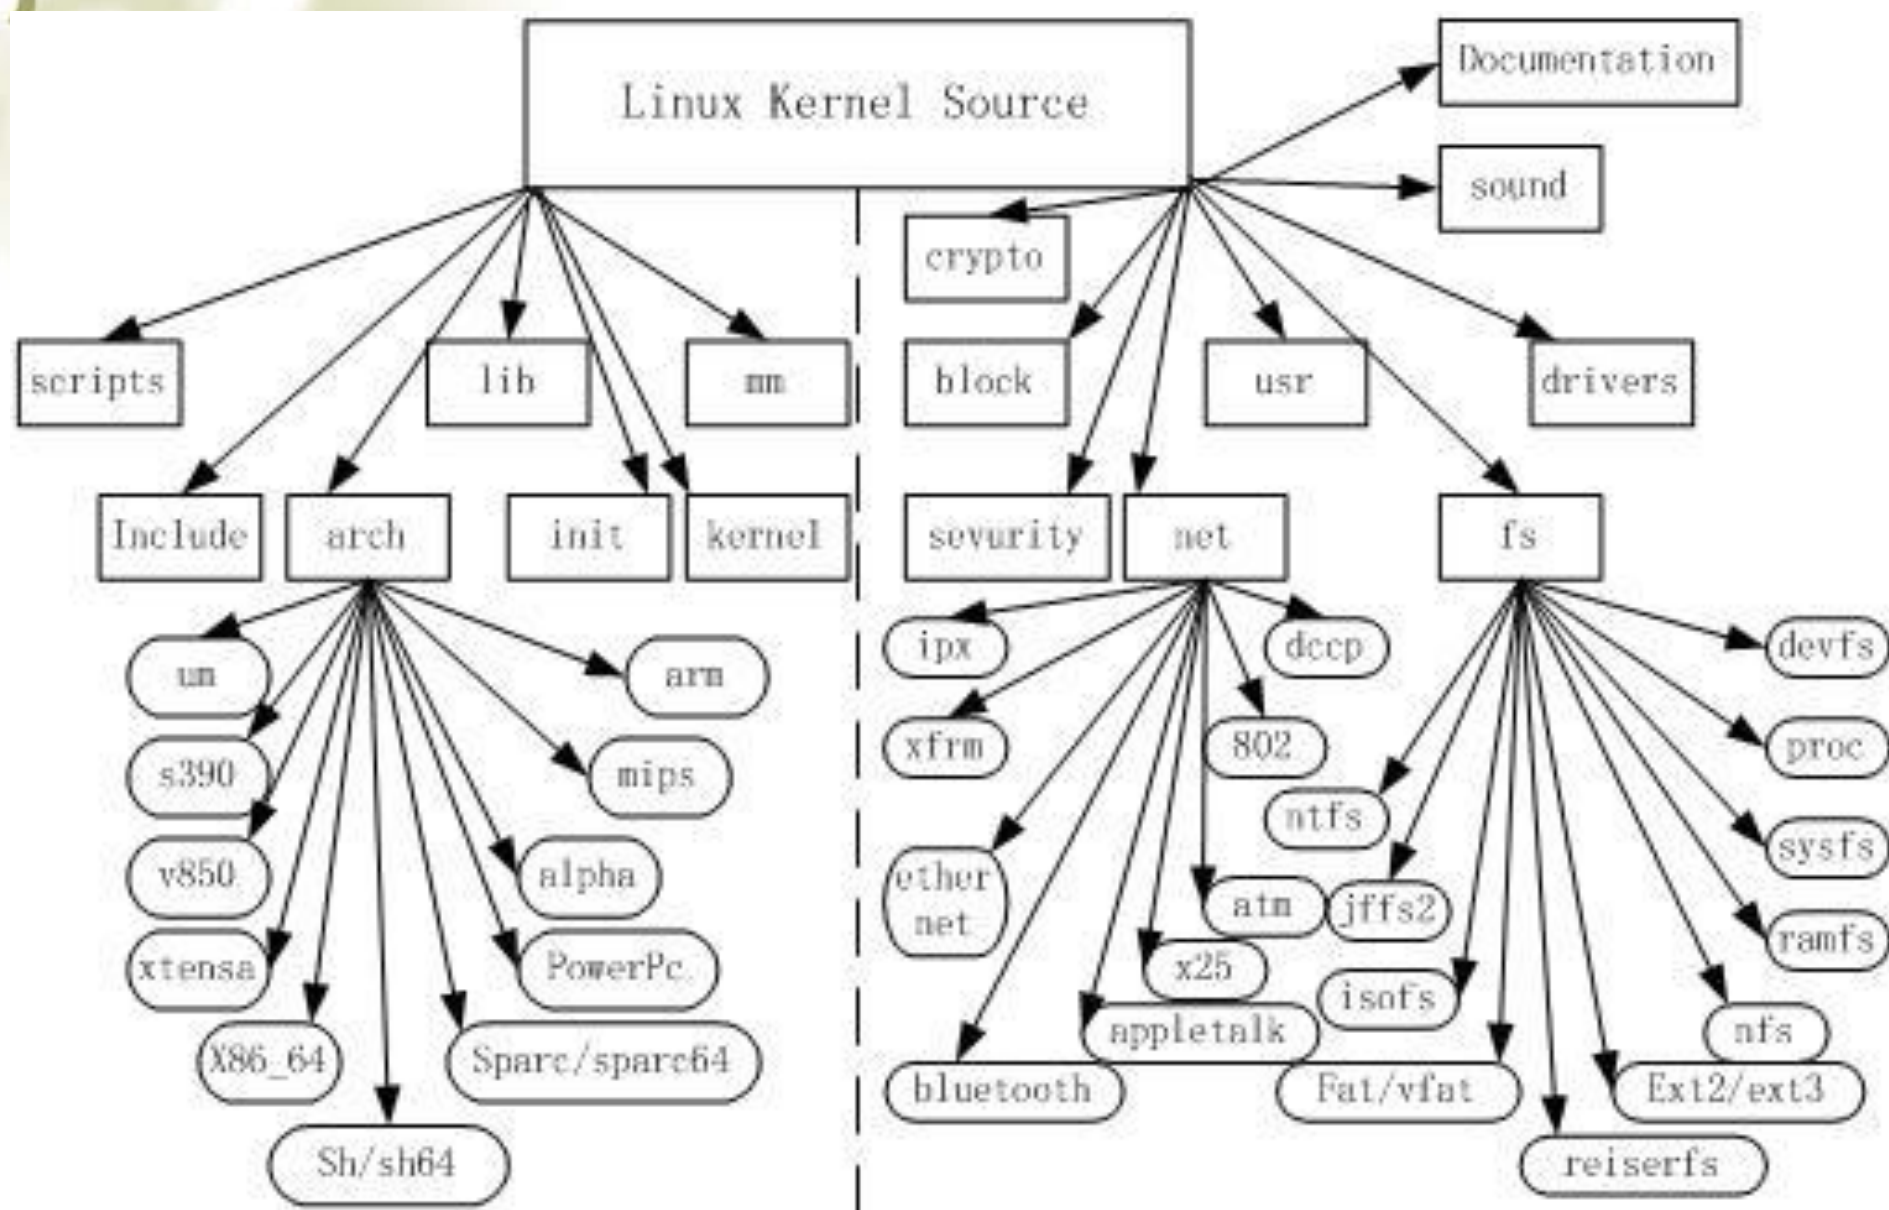 Linux Kernel Source
Documentation
sound
crypto
scripts
lib
mm
block
usr
drivers
Include
arch
init
kernel
sevurity
net
fs
um
arm
ipx
dccp
devfs
s390
mips
xfrm
802
proc
ntfs
sysfs
v850
alpha
ether
net
atm
jffs2
xtensa
PowerPc
x25
isofs
ramfs
X86_64
Sparc/sparc64
appletalk
nfs
bluetooth
Fat/vfat
Ext2/ext3
Sh/sh64
reiserfs